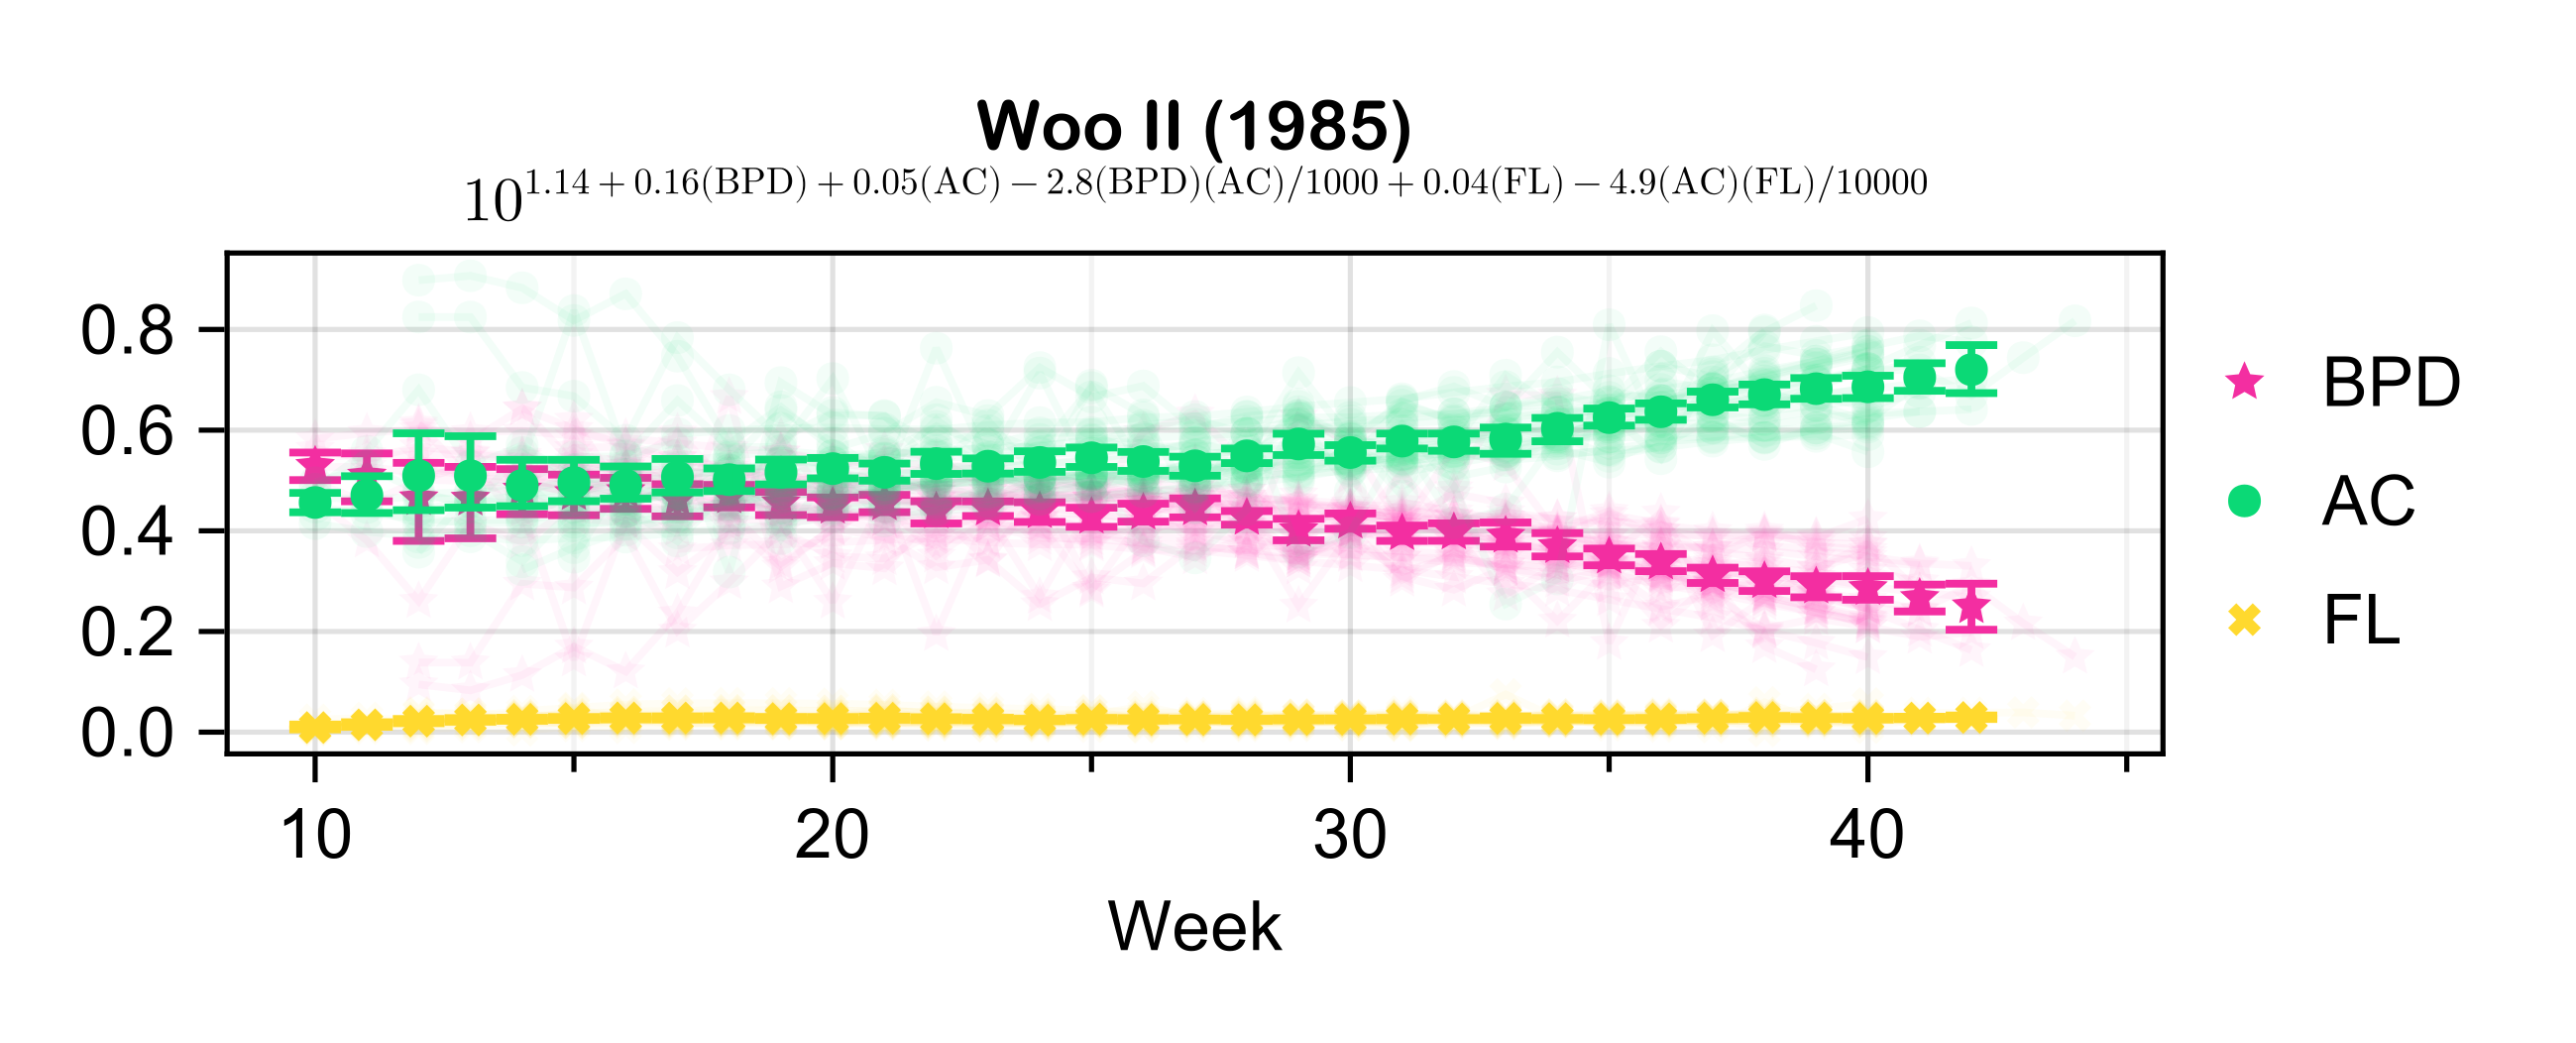 Woo II (1985)
10^{1.14 + 0.16(BPD) + 0.05(AC) − 2.8(BPD)(AC)/1000 + 0.04(FL) − 4.9(AC)(FL)/10000}
0.8
0.6
0.4
0.2
0.0
10 20 30 40
Week
BPD
AC
FL